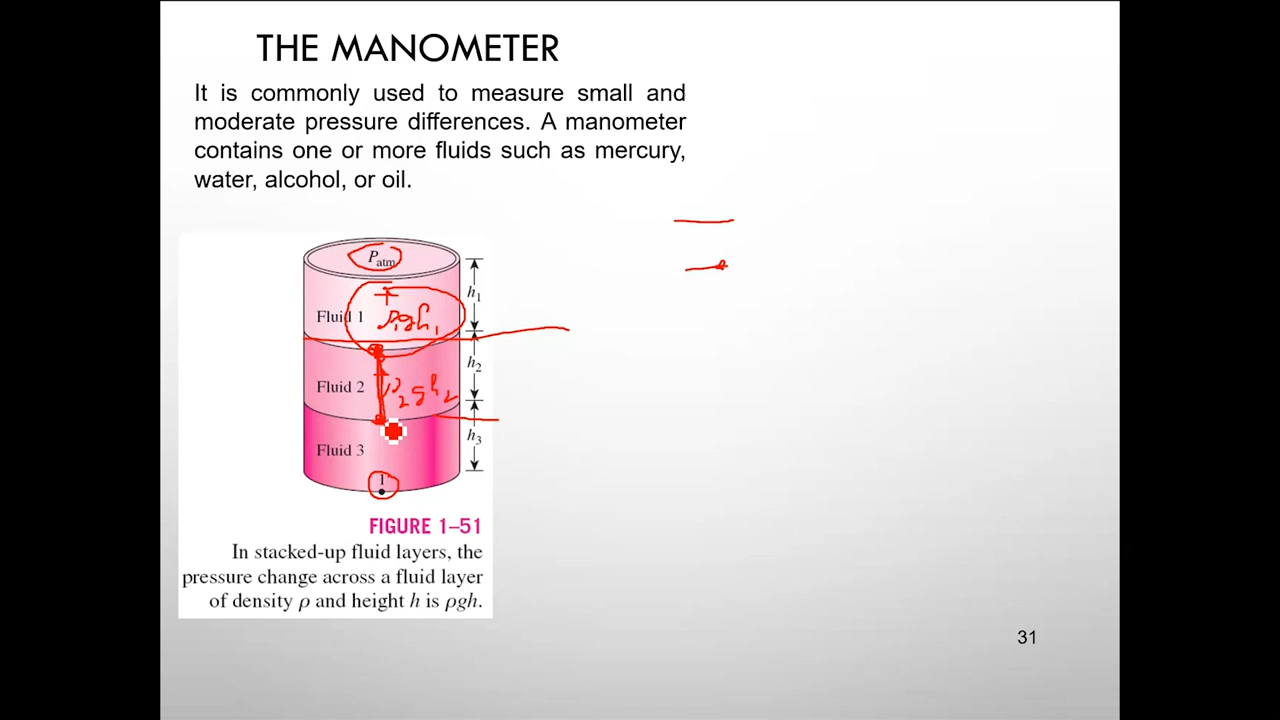 THE MANOMETER
It is commonly used to measure small and
moderate pressure differences. A manometer
contains one or more fluids such as mercury,
water, alcohol, or oil.
Patm
h1
+
Fluid 1
ρ1gh1
h2
+
Fluid 2
ρ2gh2
h3
Fluid 3
1
FIGURE 1–51
In stacked-up fluid layers, the
pressure change across a fluid layer
of density ρ and height h is ρgh.
31